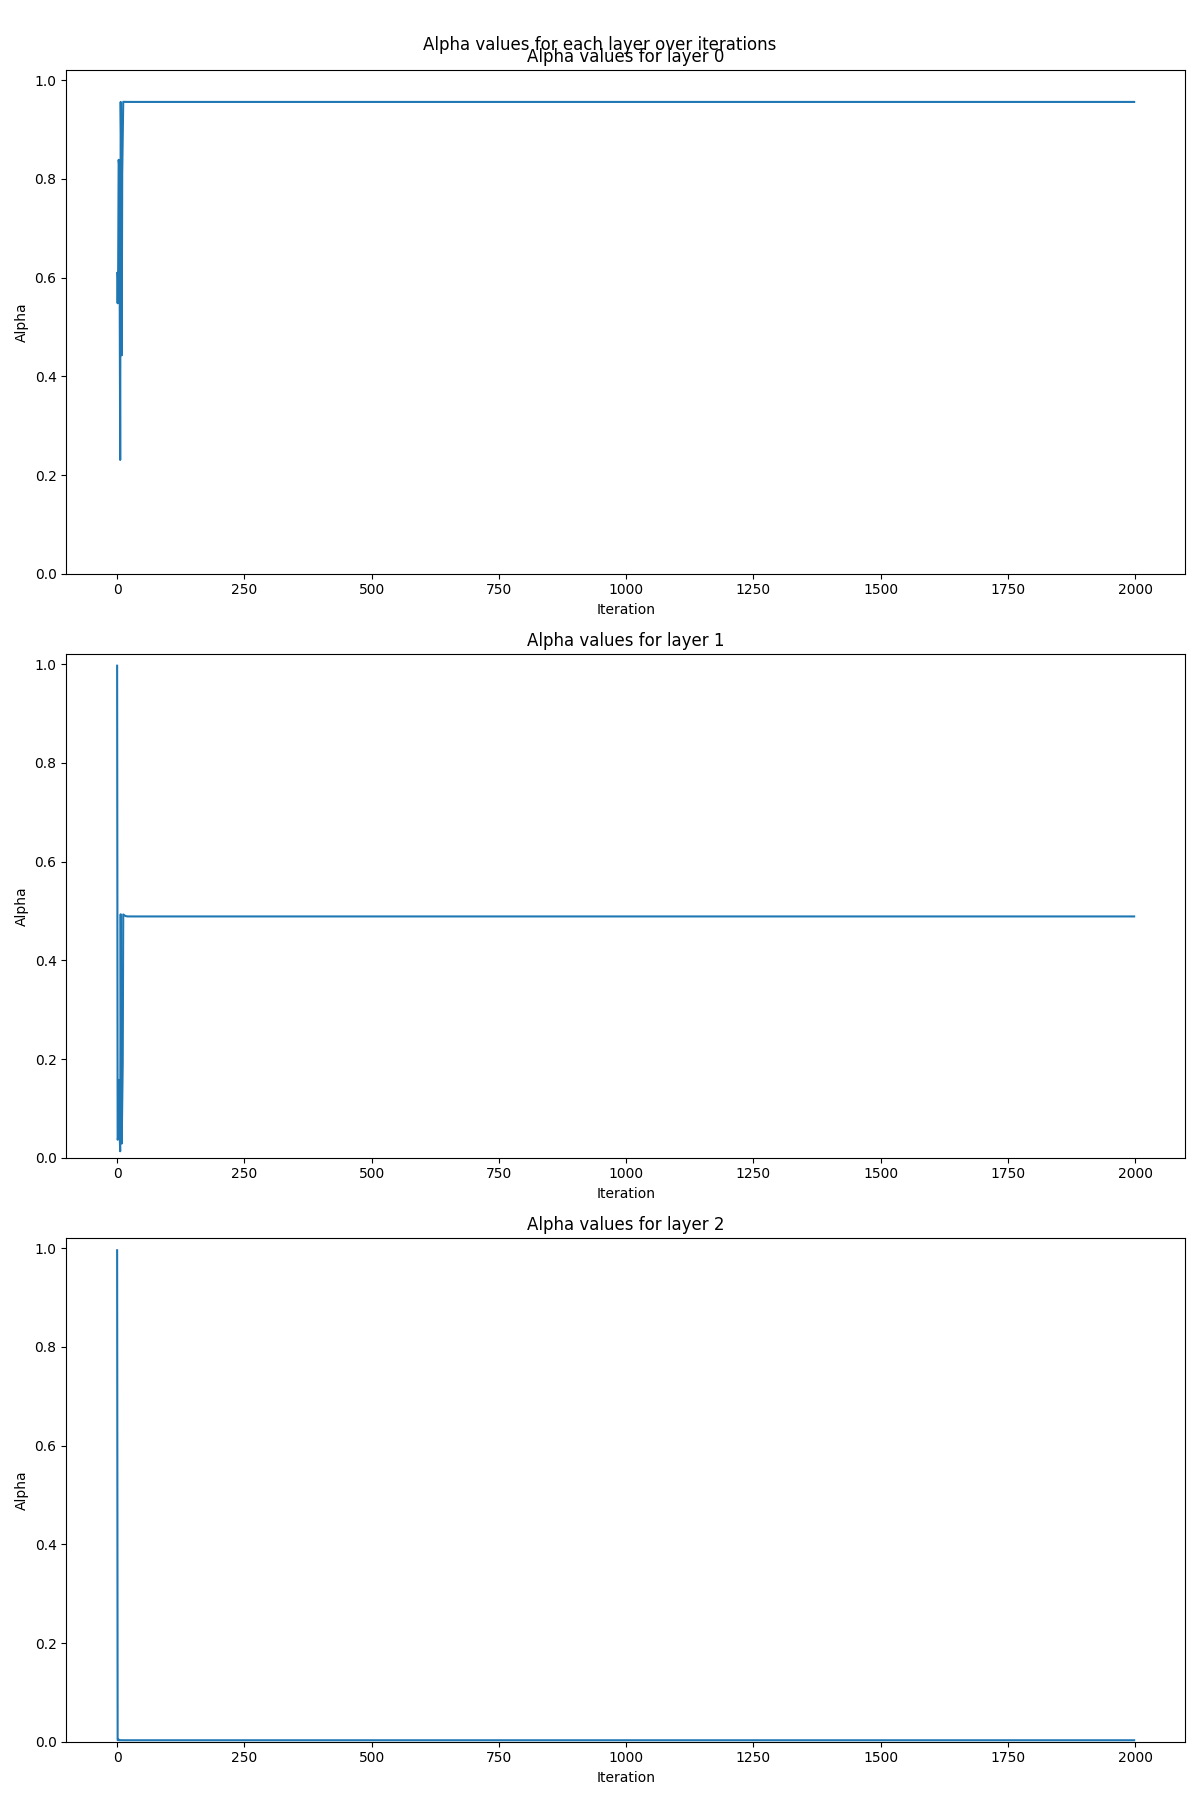 Alpha values for each layer over iterations
Alpha values for layer 0
1.0
0.8
0.6
0.4
0.2
0.0
Alpha
0 250 500 750 1000 1250 1500 1750 2000
Iteration
Alpha values for layer 1
1.0
0.8
0.6
0.4
0.2
0.0
Alpha
0 250 500 750 1000 1250 1500 1750 2000
Iteration
Alpha values for layer 2
1.0
0.8
0.6
0.4
0.2
0.0
Alpha
0 250 500 750 1000 1250 1500 1750 2000
Iteration